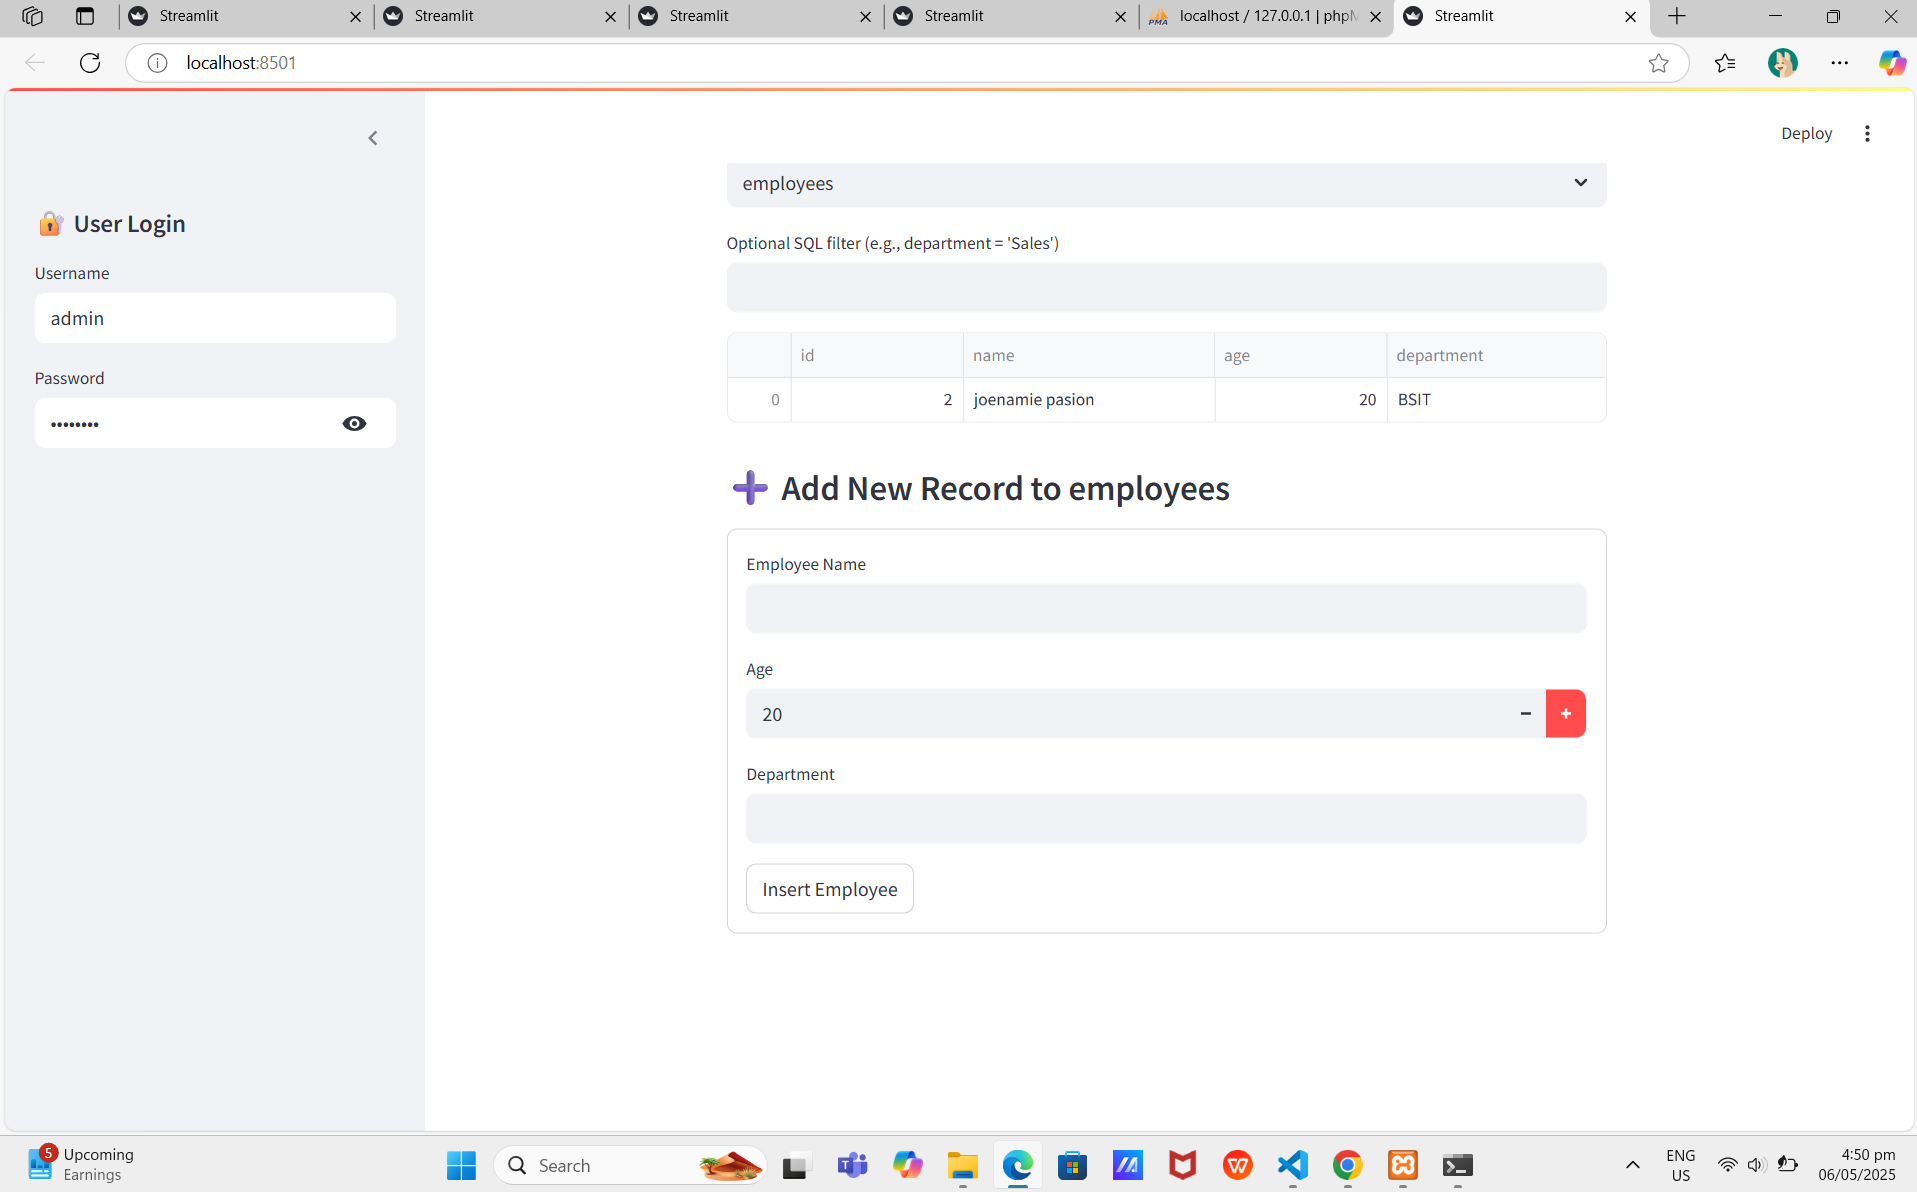 Streamlit
Streamlit
Streamlit
Streamlit
localhost / 127.0.0.1 | phpM
Streamlit
localhost:8501
Deploy
User Login
Username
admin
Password
••••••••
employees
Optional SQL filter (e.g., department = 'Sales')
id name age department
0 2 joenamie pasion 20 BSIT
Add New Record to employees
Employee Name
Age
20
Department
Insert Employee
5
Upcoming
Earnings
Search
ENG
US
4:50 pm
06/05/2025